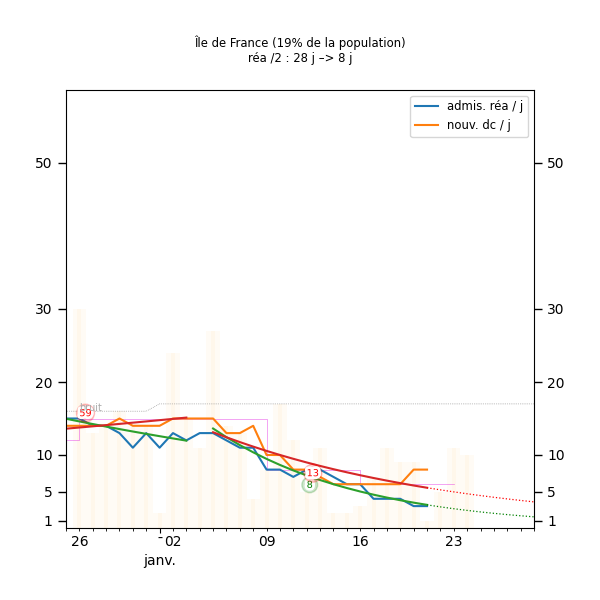 Île de France (19% de la population)
réa /2 : 28 j –> 8 j
admis. réa / j
nouv. dc / j
50 50
30 30
20 20
bruit
59
10 10
13
8
5 5
1 1
26 02 09 16 23
janv.